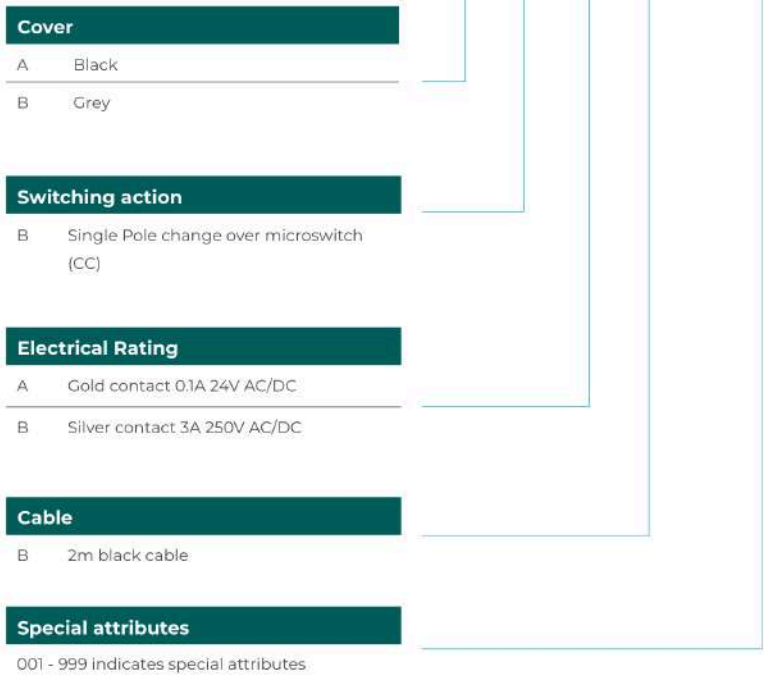 Cover
A Black
B Grey
Switching action
B Single Pole change over microswitch
(CC)
Electrical Rating
A Gold contact 0.1A 24V AC/DC
B Silver contact 3A 250V AC/DC
Cable
B 2m black cable
Special attributes
001 - 999 indicates special attributes